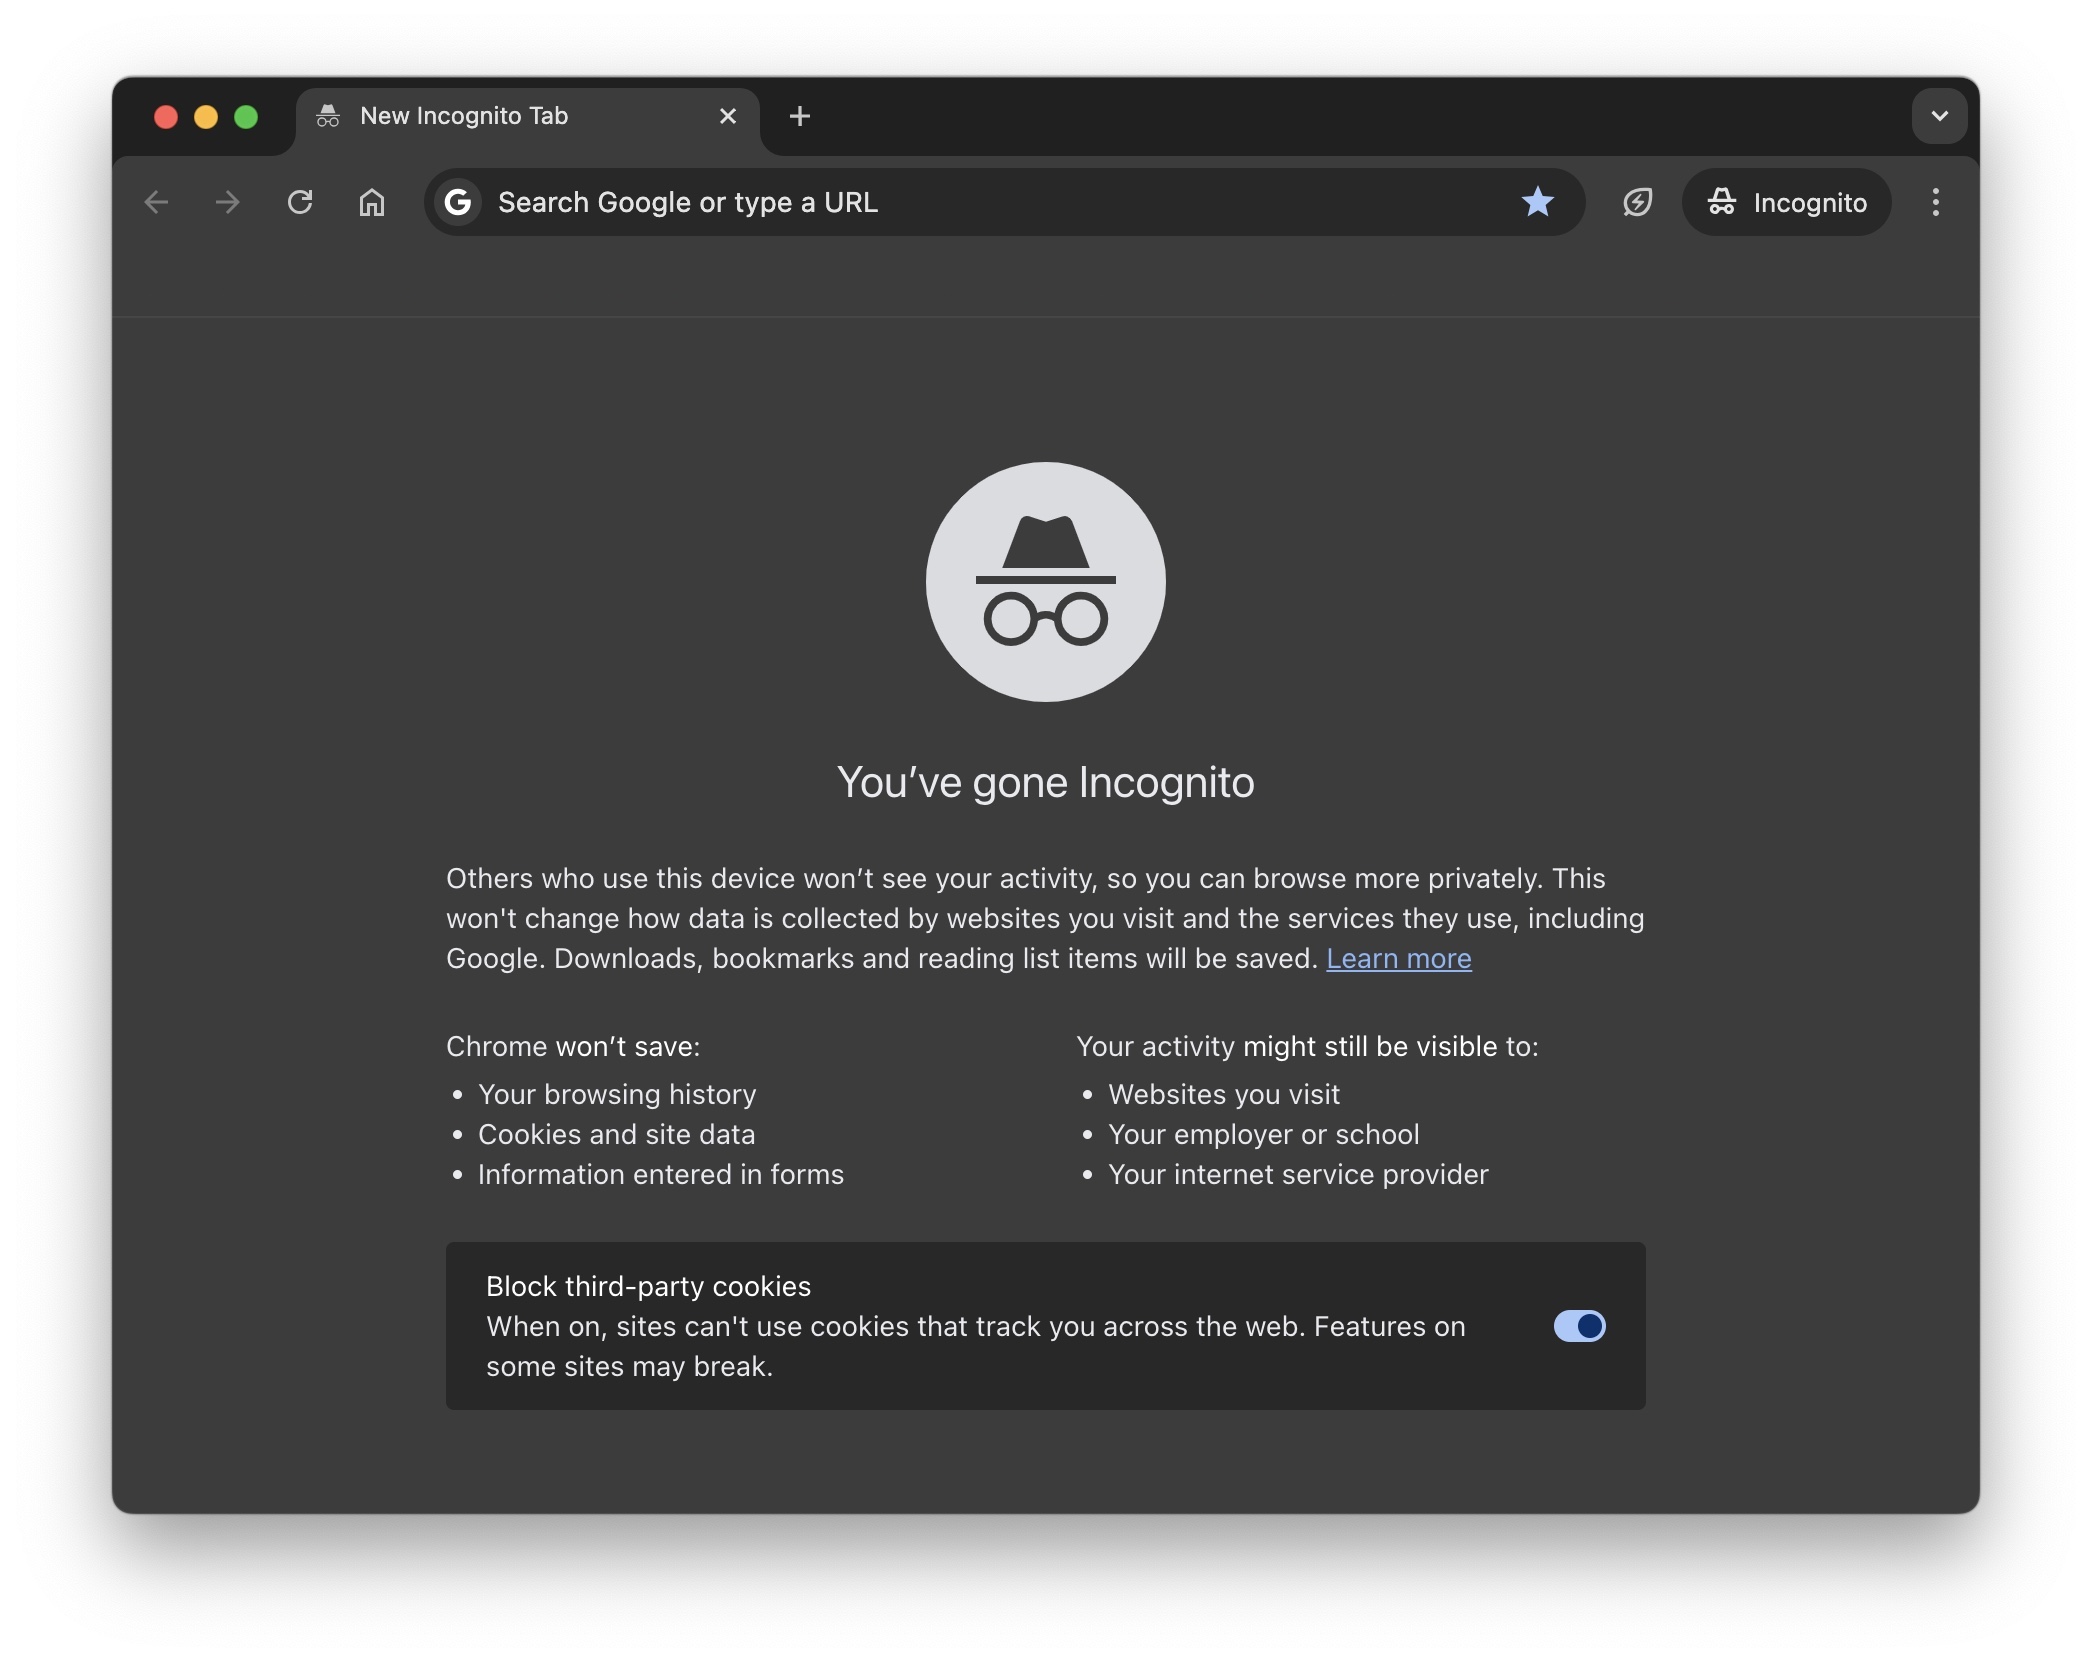 New Incognito Tab
Search Google or type a URL
Incognito
You’ve gone Incognito
Others who use this device won’t see your activity, so you can browse more privately. This
won't change how data is collected by websites you visit and the services they use, including
Google. Downloads, bookmarks and reading list items will be saved. Learn more
Chrome won’t save:
• Your browsing history
• Cookies and site data
• Information entered in forms
Your activity might still be visible to:
• Websites you visit
• Your employer or school
• Your internet service provider
Block third-party cookies
When on, sites can't use cookies that track you across the web. Features on
some sites may break.